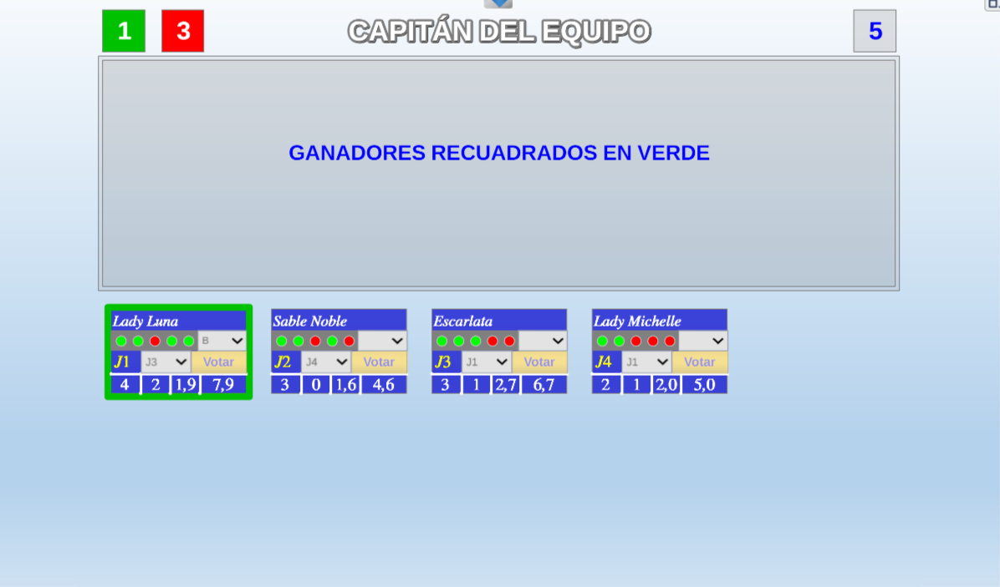 1 3 CAPITÁN DEL EQUIPO 5
GANADORES RECUADRADOS EN VERDE
Lady Luna
B
J1 J3 Votar
4 2 1,9 7,9
Sable Noble
J2 J4 Votar
3 0 1,6 4,6
Escarlata
J3 J1 Votar
3 1 2,7 6,7
Lady Michelle
J4 J1 Votar
2 1 2,0 5,0